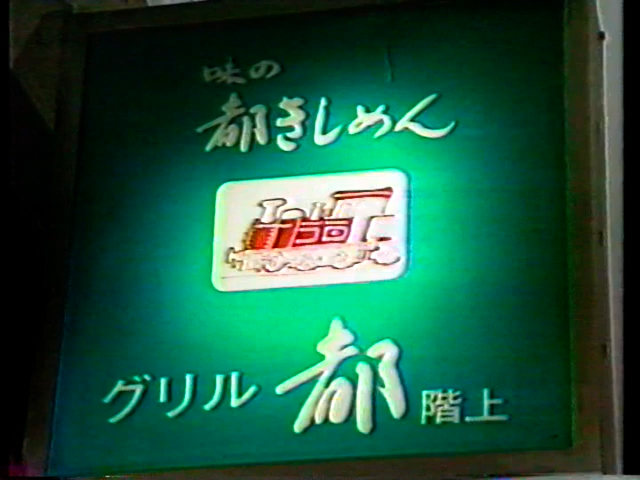 味の
都きしめん
グリル 都 階上